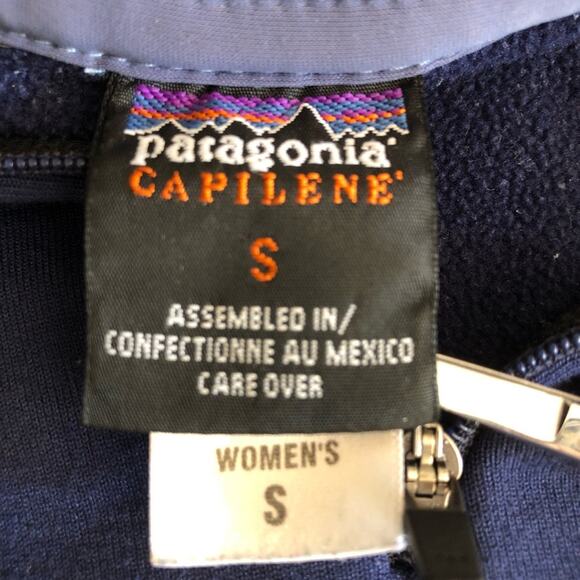 patagonia®
CAPILENE®
S
ASSEMBLED IN/
CONFECTIONNE AU MEXICO
CARE OVER
WOMEN'S
S